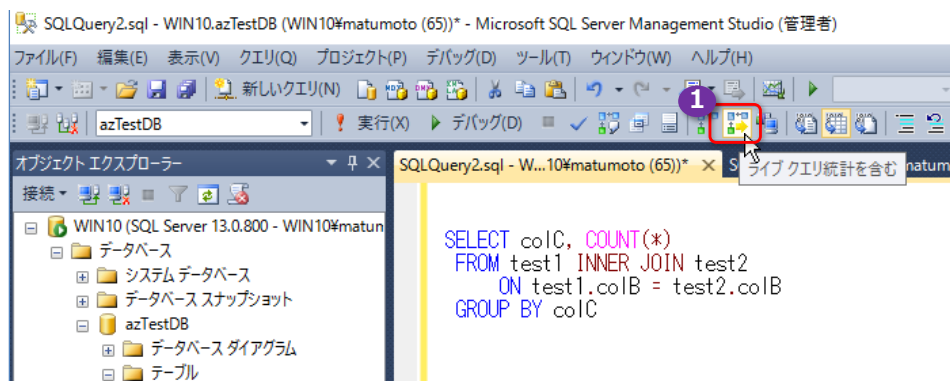 SQLQuery2.sql - WIN10.azTestDB (WIN10¥matumoto (65))* - Microsoft SQL Server Management Studio (管理者)
ファイル(F) 編集(E) 表示(V) クエリ(Q) プロジェクト(P) デバッグ(D) ツール(T) ウィンドウ(W) ヘルプ(H)
新しいクエリ(N)
1
azTestDB 実行(X) デバッグ(D)
オブジェクト エクスプローラー
SQLQuery2.sql - W...10¥matumoto (65))*
ライブ クエリ統計を含む
接続
WIN10 (SQL Server 13.0.800 - WIN10¥matum
データベース
システム データベース
データベース スナップショット
azTestDB
データベース ダイアグラム
テーブル
SELECT colC, COUNT(*)
FROM test1 INNER JOIN test2
ON test1.colB = test2.colB
GROUP BY colC